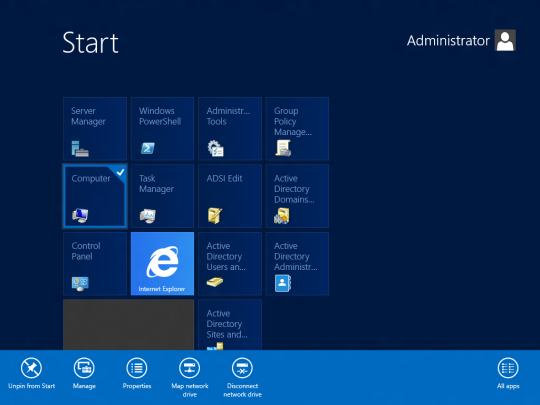 Start
Administrator
Server
Manager
Windows
PowerShell
Administr...
Tools
Group
Policy
Manage...
Computer
Task
Manager
ADSI Edit
Active
Directory
Domains...
Control
Panel
Internet Explorer
Active
Directory
Users an...
Active
Directory
Administr...
Active
Directory
Sites and...
Unpin from Start
Manage
Properties
Map network
drive
Disconnect
network drive
All apps